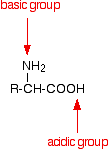 basic group
NH2
R-CH-COOH
acidic group